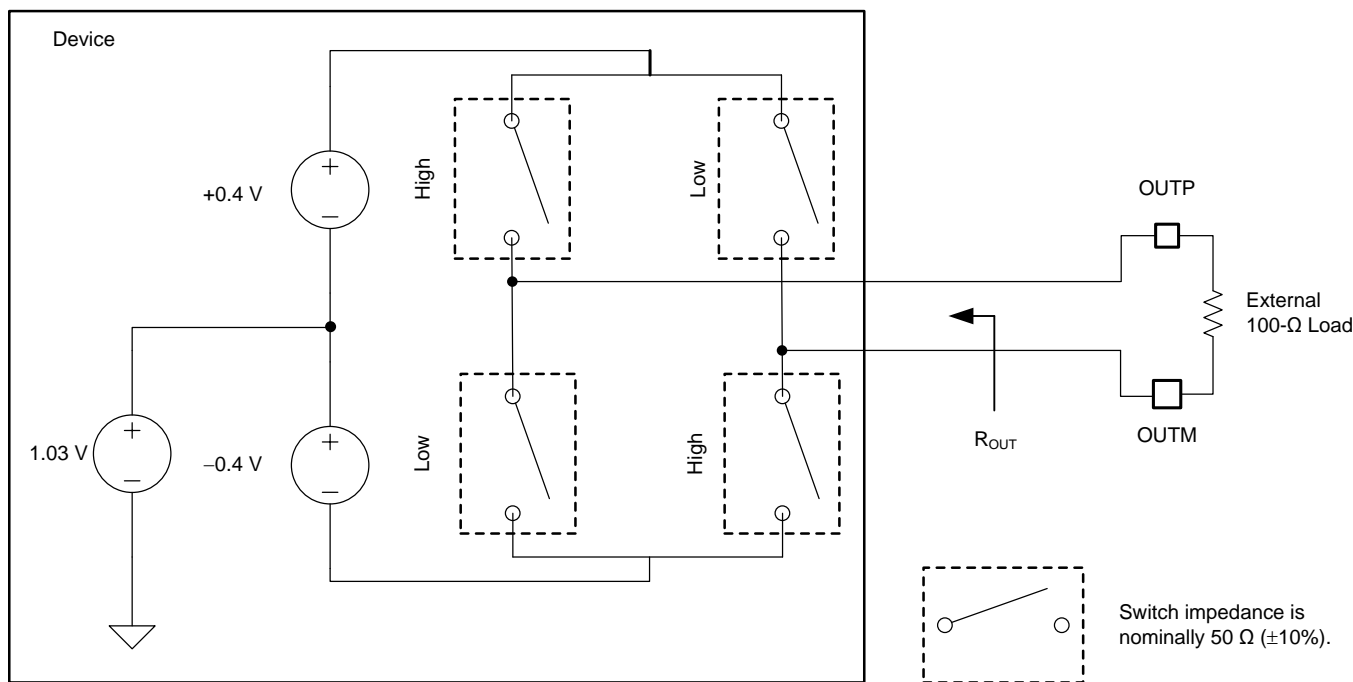 Device
+0.4 V
High
Low
OUTP
External
100-Ω Load
1.03 V
−0.4 V
Low
High
ROUT
OUTM
Switch impedance is
nominally 50 Ω (±10%).